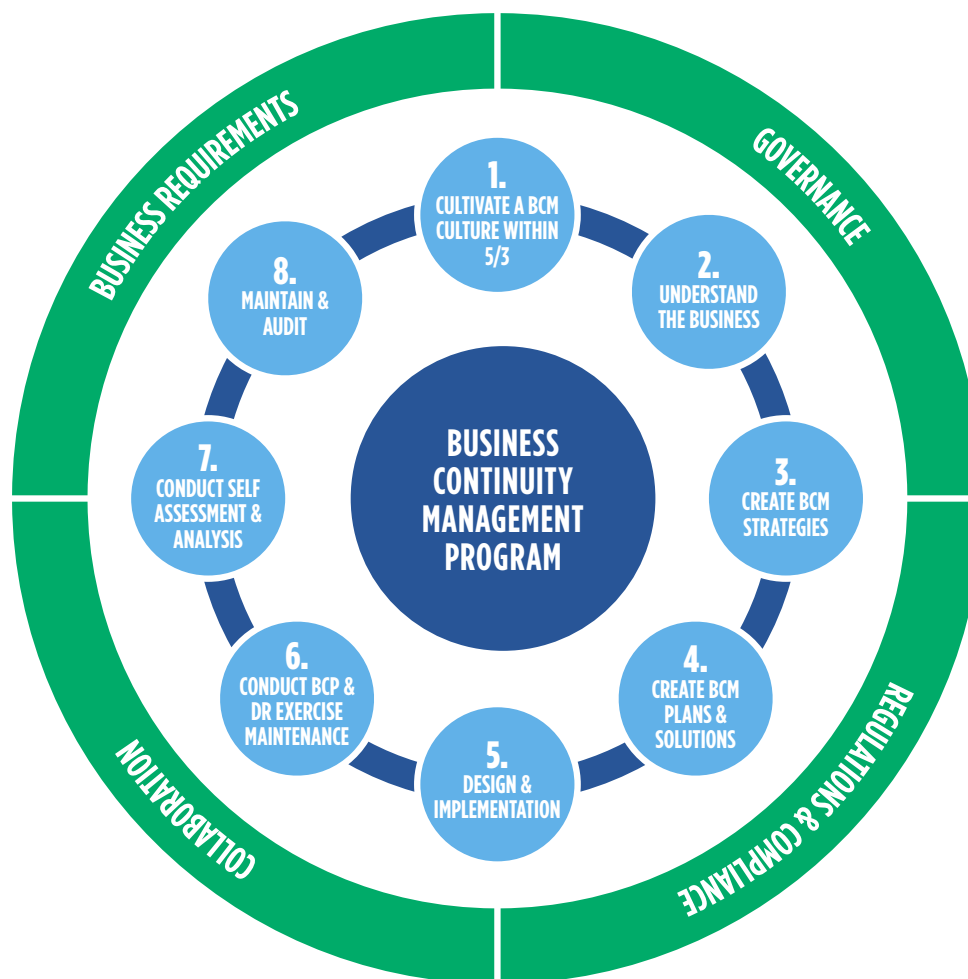 BUSINESS REQUIREMENTS
GOVERNANCE
REGULATIONS & COMPLIANCE
COLLABORATION
1.
CULTIVATE A BCM
CULTURE WITHIN
5/3
2.
UNDERSTAND
THE BUSINESS
3.
CREATE BCM
STRATEGIES
4.
CREATE BCM
PLANS &
SOLUTIONS
5.
DESIGN &
IMPLEMENTATION
6.
CONDUCT BCP &
DR EXERCISE
MAINTENANCE
7.
CONDUCT SELF
ASSESSMENT &
ANALYSIS
8.
MAINTAIN &
AUDIT
BUSINESS
CONTINUITY
MANAGEMENT
PROGRAM